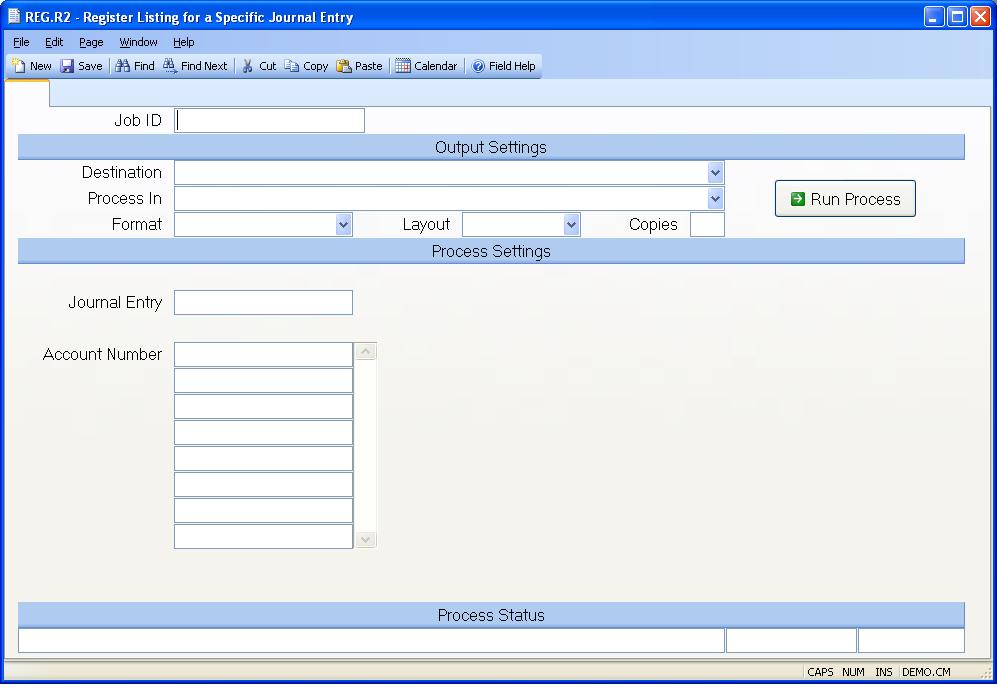 REG.R2 - Register Listing for a Specific Journal Entry
File Edit Page Window Help
New Save Find Find Next Cut Copy Paste Calendar Field Help
Job ID
Output Settings
Destination
Process In
Run Process
Format Layout Copies
Process Settings
Journal Entry
Account Number
Process Status
CAPS NUM INS DEMO.CM